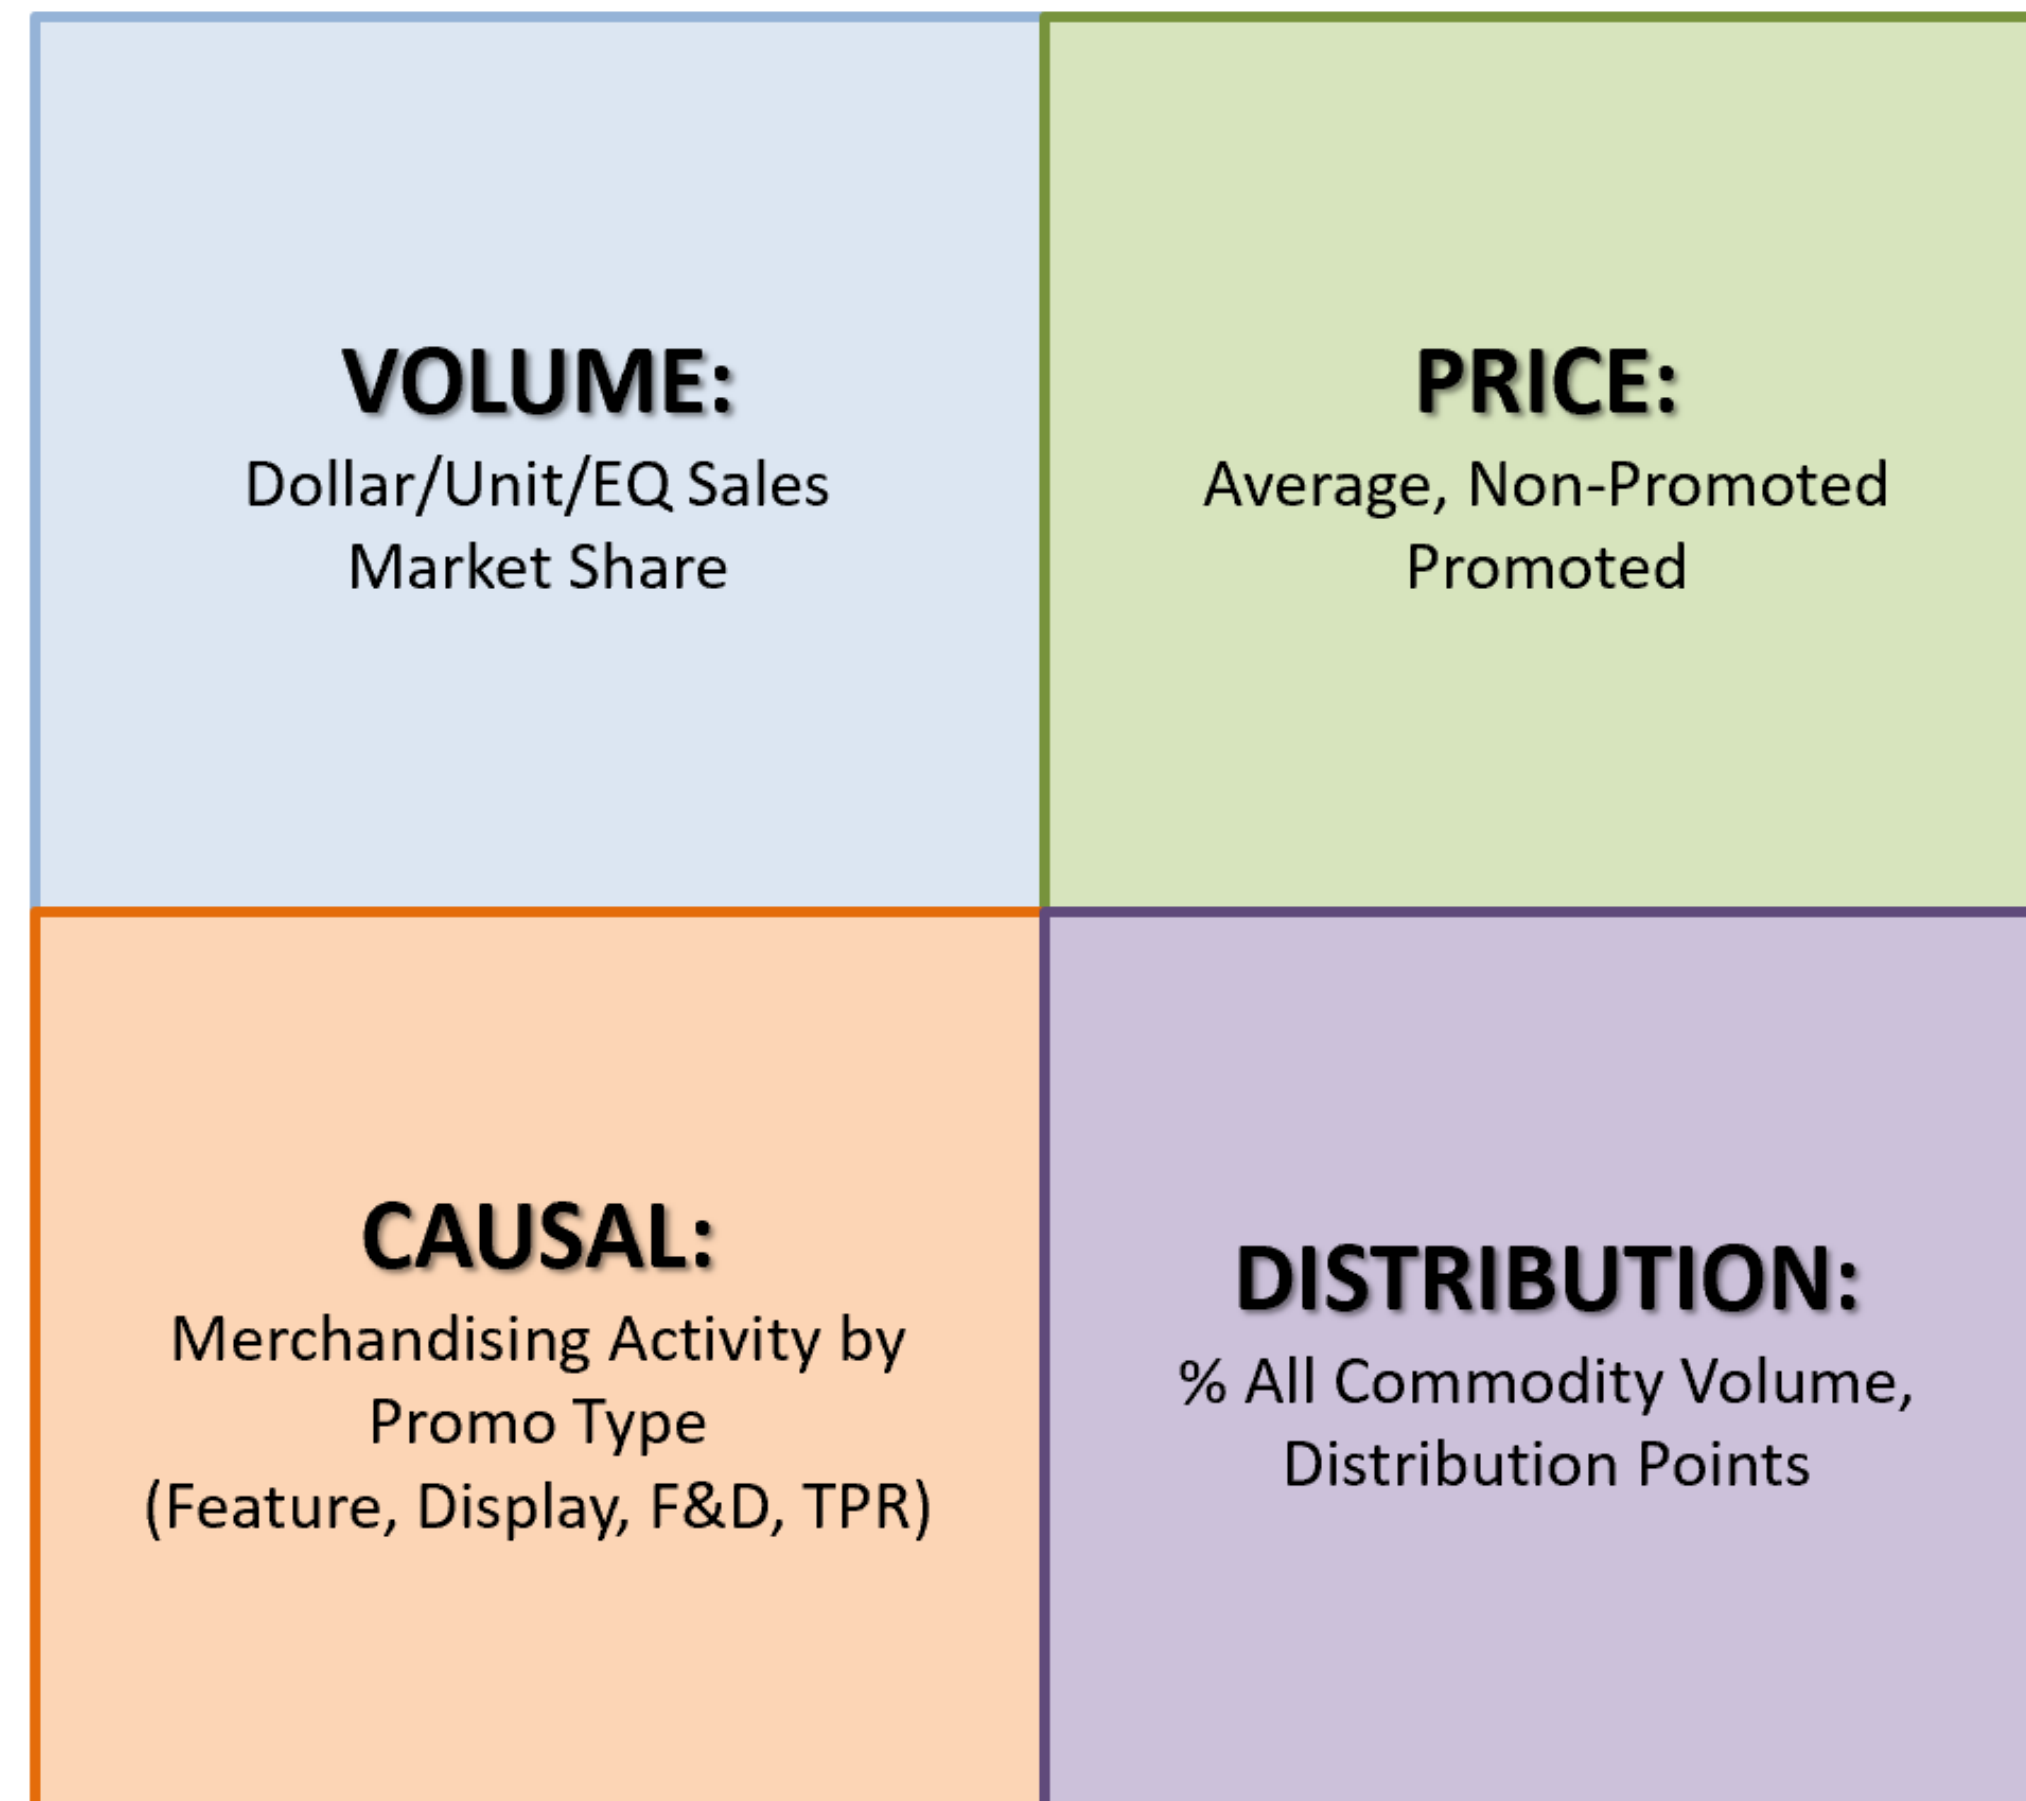 VOLUME:
Dollar/Unit/EQ Sales
Market Share
PRICE:
Average, Non-Promoted
Promoted
CAUSAL:
Merchandising Activity by
Promo Type
(Feature, Display, F&D, TPR)
DISTRIBUTION:
% All Commodity Volume,
Distribution Points